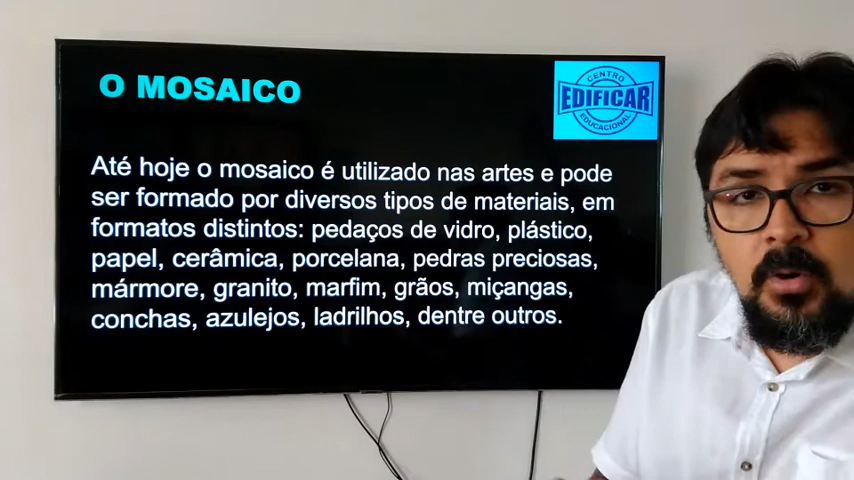 O MOSAICO
CENTRO
EDIFICAR
EDUCACIONAL
Até hoje o mosaico é utilizado nas artes e pode
ser formado por diversos tipos de materiais, em
formatos distintos: pedaços de vidro, plástico,
papel, cerâmica, porcelana, pedras preciosas,
mármore, granito, marfim, grãos, miçangas,
conchas, azulejos, ladrilhos, dentre outros.